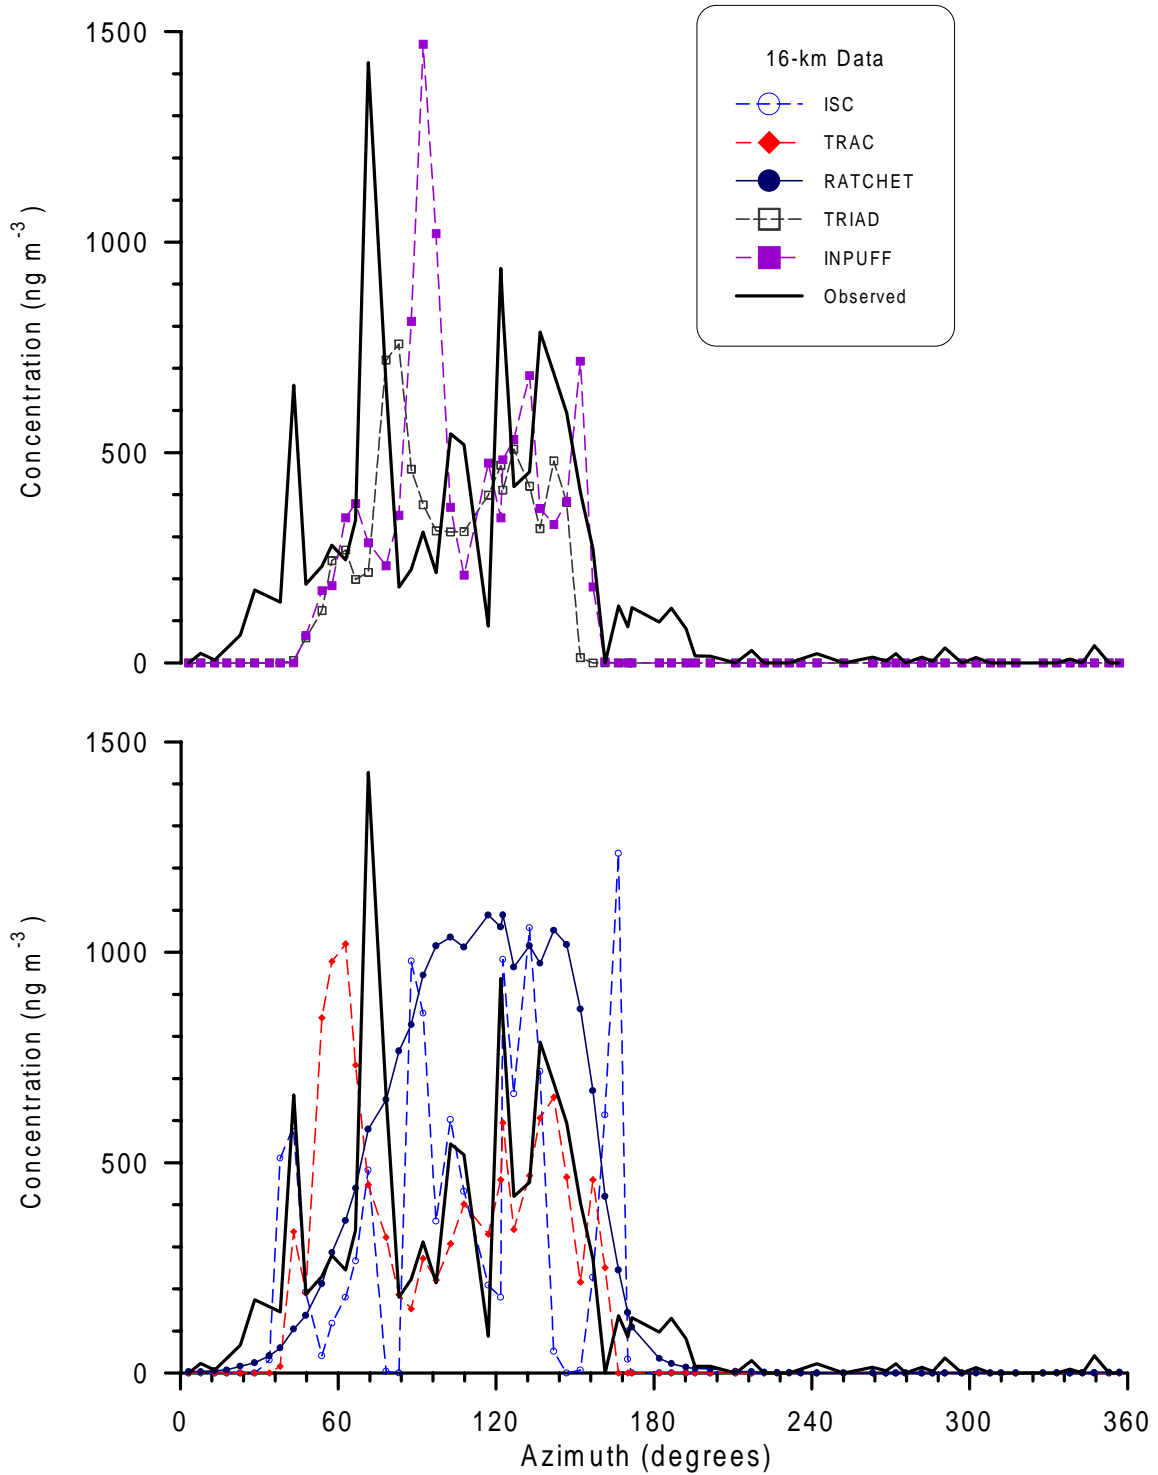 1500
1000
500
0
Concentration (ng m-3)
16-km Data
ISC
TRAC
RATCHET
TRIAD
INPUFF
Observed
1500
1000
500
0
Concentration (ng m-3)
0 60 120 180 240 300 360
Azimuth (degrees)